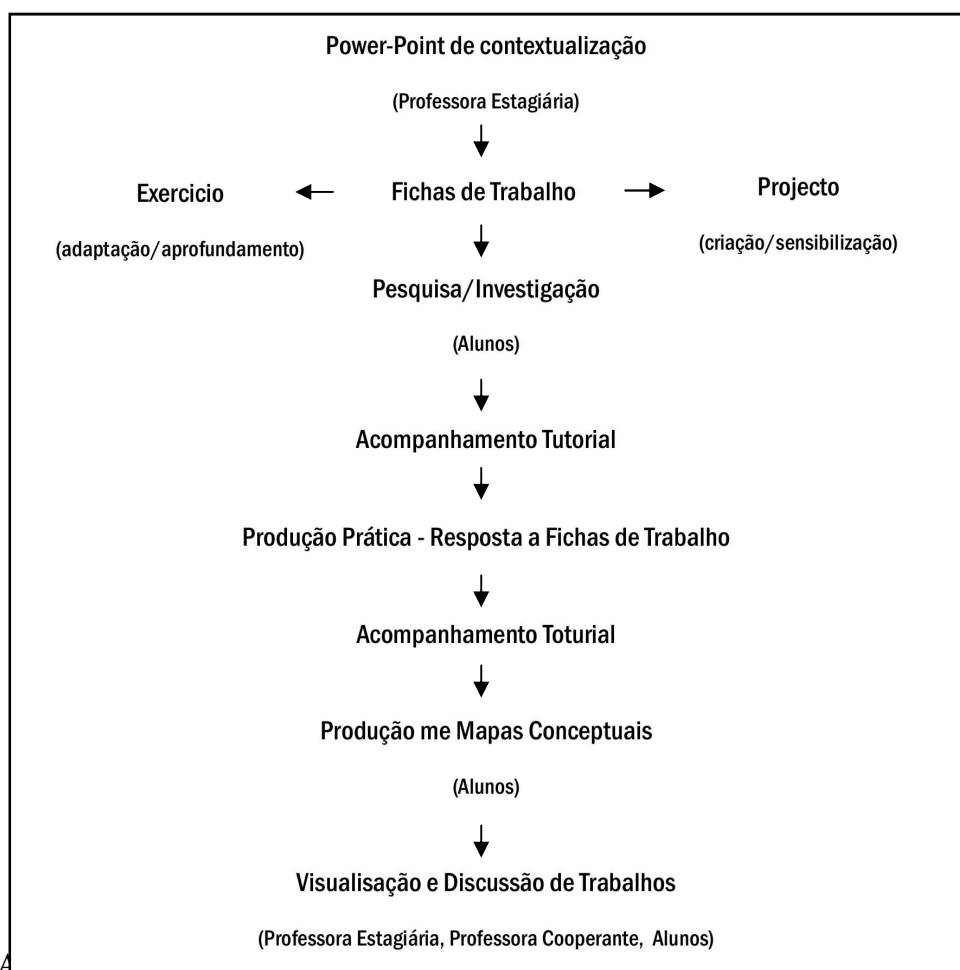 Power-Point de contextualização
(Professora Estagiária)
Exercicio
Fichas de Trabalho
Projecto
(adaptação/aprofundamento)
(criação/sensibilização)
Pesquisa/Investigação
(Alunos)
Acompanhamento Tutorial
Produção Prática - Resposta a Fichas de Trabalho
Acompanhamento Toturial
Produção me Mapas Conceptuais
(Alunos)
Visualisação e Discussão de Trabalhos
(Professora Estagiária, Professora Cooperante, Alunos)